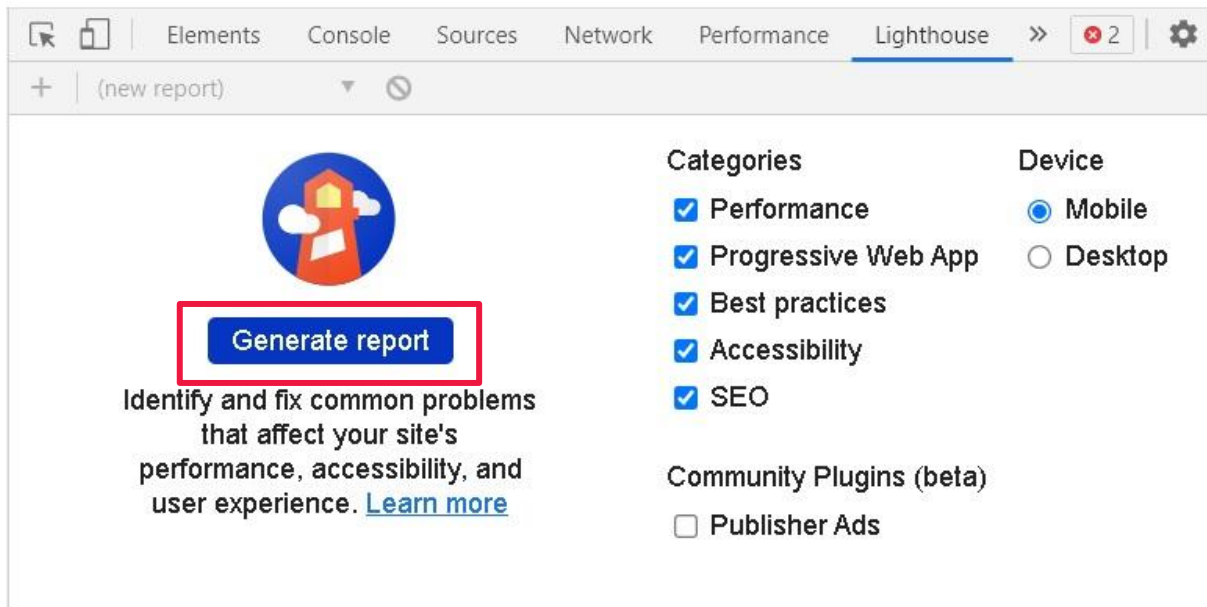 Elements Console Sources Network Performance Lighthouse » 2
+ (new report)
Generate report
Identify and fix common problems
that affect your site's
performance, accessibility, and
user experience. Learn more
Categories
Performance
Progressive Web App
Best practices
Accessibility
SEO
Community Plugins (beta)
Publisher Ads
Device
Mobile
Desktop